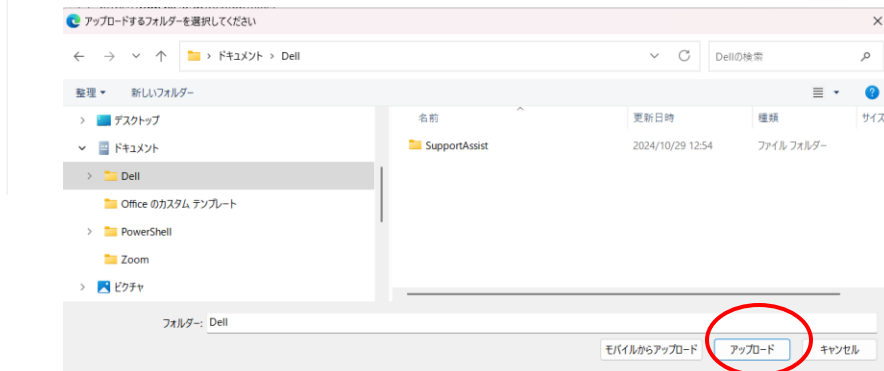 アップロードするフォルダーを選択してください
ドキュメント > Dell
Dellの検索
整理 新しいフォルダー
名前 更新日時 種類 サイズ
デスクトップ
ドキュメント
Dell
Office のカスタム テンプレート
PowerShell
Zoom
ピクチャ
SupportAssist 2024/10/29 12:54 ファイル フォルダー
フォルダー: Dell
モバイルからアップロード アップロード キャンセル